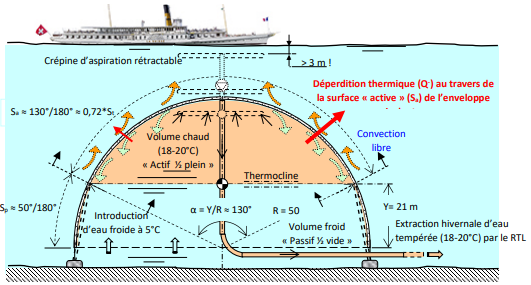 Crépine d'aspiration rétractable
> 3 m !
Déperdition thermique (Q-) au travers de
la surface « active » (Sa) de l'enveloppe
Sa ≈ 130°/180° ≈ 0,72*St
Volume chaud
(18-20°C)
« Actif ½ plein »
Convection
libre
Thermocline
Sp ≈ 50°/180°
Introduction
d'eau froide à 5°C
α = Y/R ≈ 130°
R = 50
Y= 21 m
Volume froid
« Passif ½ vide »
Extraction hivernale d'eau
tempérée (18-20°C) par le RTL